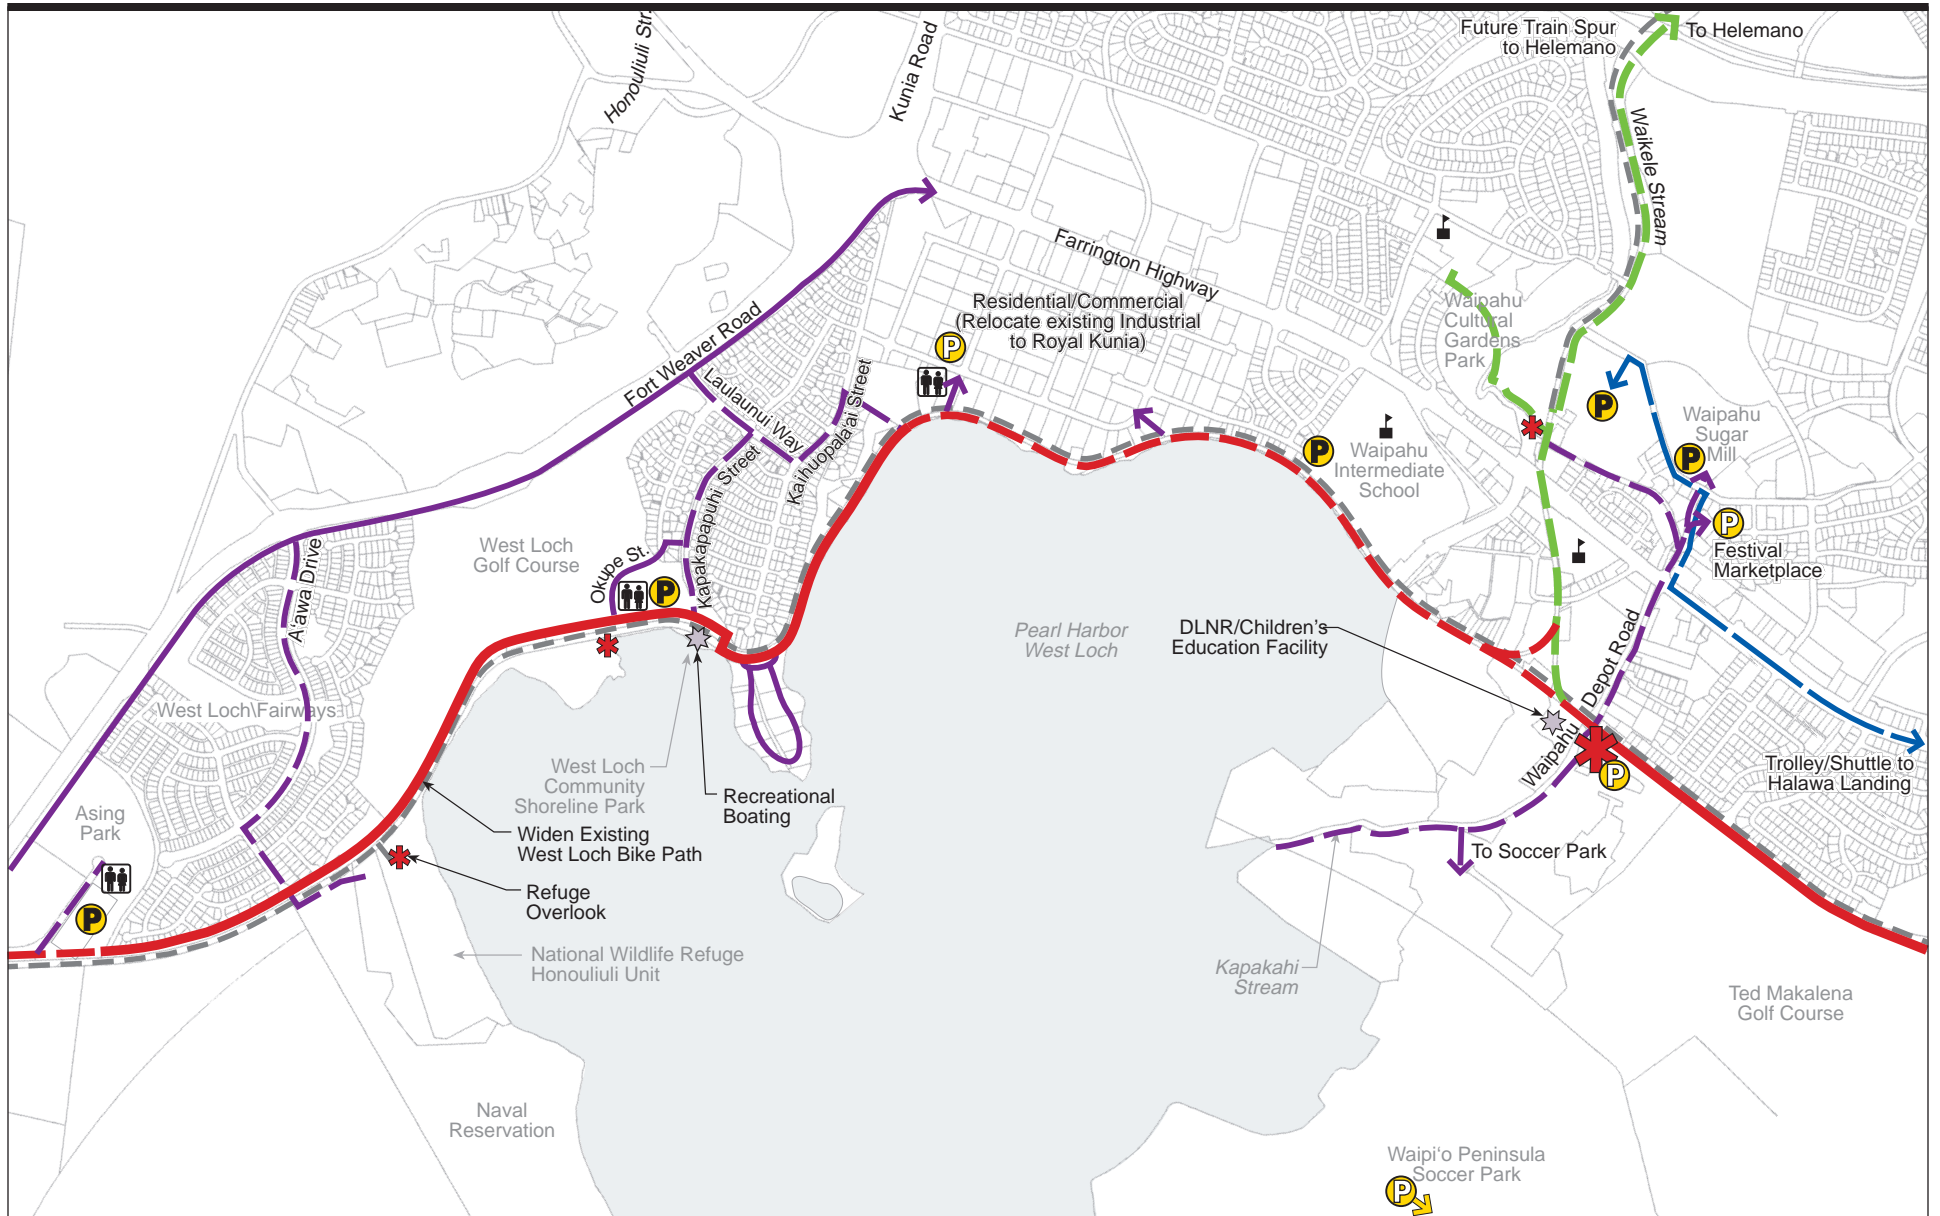 Future Train Spur
to Helemano
To Helemano
Honouliuli Str.
Kunia Road
Waikele Stream
Farrington Highway
Residential/Commercial
(Relocate existing Industrial
to Royal Kunia)
Waipahu
Cultural
Gardens
Park
P
Fort Weaver Road
Laulaunui Way
Kaihuopala'ai Street
Kapakapapuhi Street
P
Waipahu
Sugar
Mill
P
P
Waipahu
Intermediate
School
P
Festival
Marketplace
West Loch
Golf Course
A'awa Drive
Okupe St.
P
Pearl Harbor
West Loch
DLNR/Children's
Education Facility
Waipahu Depot Road
P
West Loch\Fairways
Trolley/Shuttle to
Halawa Landing
West Loch
Community
Shoreline Park
Recreational
Boating
Asing
Park
P
Widen Existing
West Loch Bike Path
Refuge
Overlook
To Soccer Park
National Wildlife Refuge
Honouliuli Unit
Kapakahi
Stream
Ted Makalena
Golf Course
Naval
Reservation
Waipi'o Peninsula
Soccer Park
P